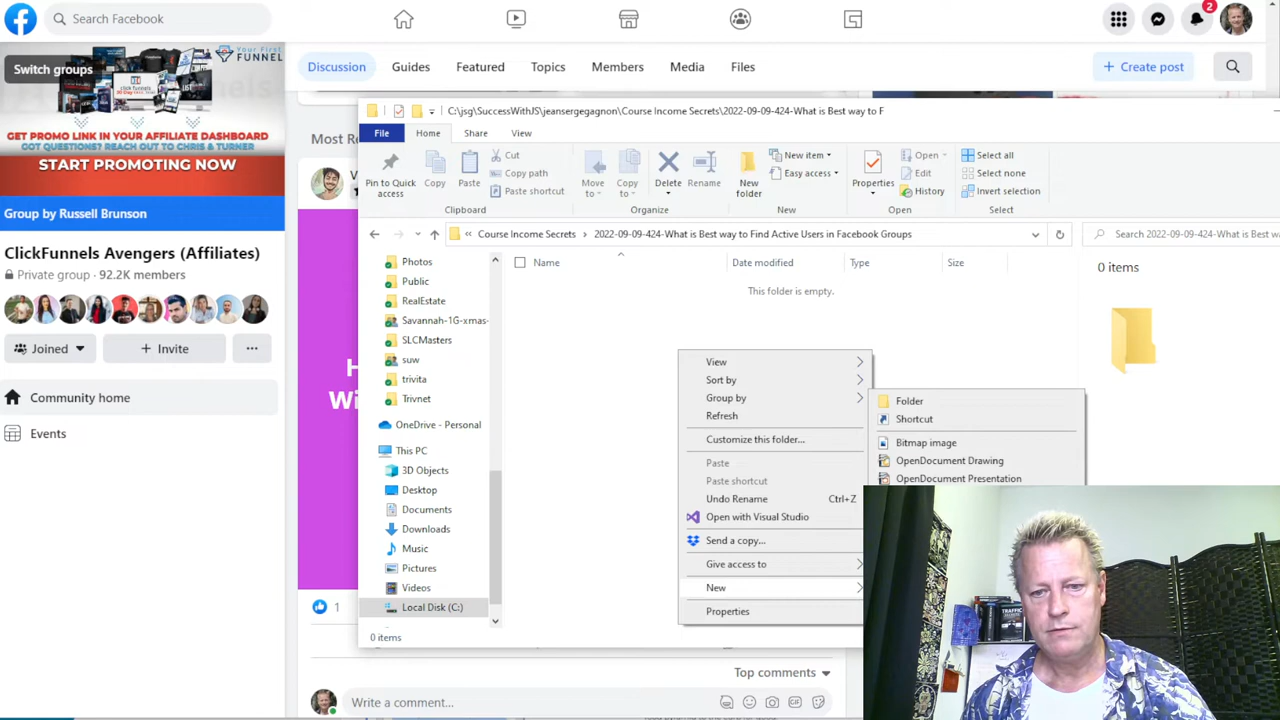 Search Facebook
2
Switch groups
Your First
FUNNEL
GET PROMO LINK IN YOUR AFFILIATE DASHBOARD
GOT QUESTIONS? REACH OUT TO CHRIS & TURNER
START PROMOTING NOW
Group by Russell Brunson
ClickFunnels Avengers (Affiliates)
Private group · 92.2K members
Joined
+ Invite
...
Community home
Events
Discussion
Guides
Featured
Topics
Members
Media
Files
+ Create post
Most Re
V
H
Wi
1
Top comments
Write a comment...
C:\jsg\SuccessWithJS\jeansergegagnon\Course Income Secrets\2022-09-09-424-What is Best way to F
File
Home
Share
View
Pin to Quick access
Copy
Paste
Cut
Copy path
Paste shortcut
Clipboard
Move to
Copy to
Delete
Rename
Organize
New folder
New item
Easy access
New
Properties
Open
Edit
History
Open
Select all
Select none
Invert selection
Select
« Course Income Secrets > 2022-09-09-424-What is Best way to Find Active Users in Facebook Groups
Search 2022-09-09-424-What is Best wa
Name
Date modified
Type
Size
This folder is empty.
0 items
Photos
Public
RealEstate
Savannah-1G-xmas-
SLCMasters
suw
trivita
Trivnet
OneDrive - Personal
This PC
3D Objects
Desktop
Documents
Downloads
Music
Pictures
Videos
Local Disk (C:)
0 items
View
Sort by
Group by
Refresh
Customize this folder...
Paste
Paste shortcut
Undo Rename Ctrl+Z
Open with Visual Studio
Send a copy...
Give access to
New
Properties
Folder
Shortcut
Bitmap image
OpenDocument Drawing
OpenDocument Presentation
TRAFFIC